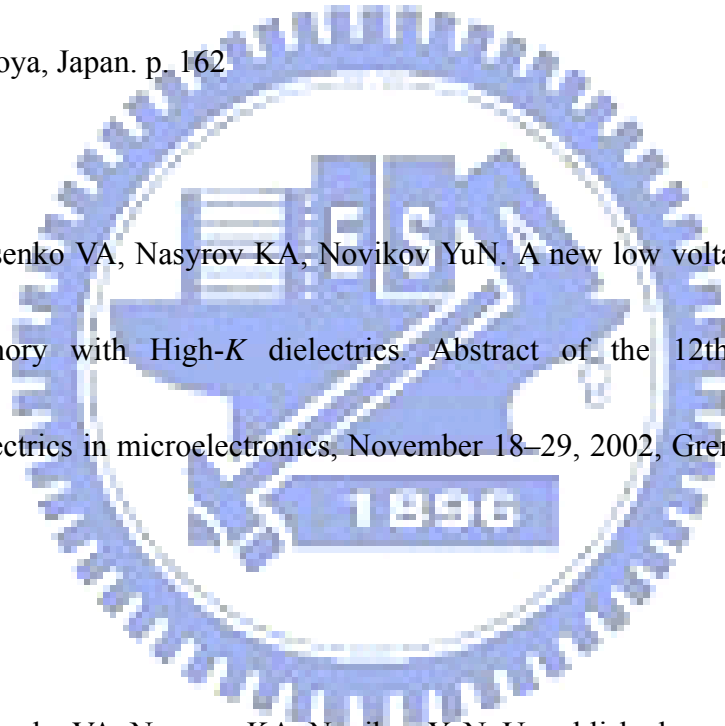 oya, Japan. p. 162
E S
senko VA, Nasyrov KA, Novikov YuN. A new low volta
nory with High-K dielectrics. Abstract of the 12th
ectrics in microelectronics, November 18–29, 2002, Gren
1896